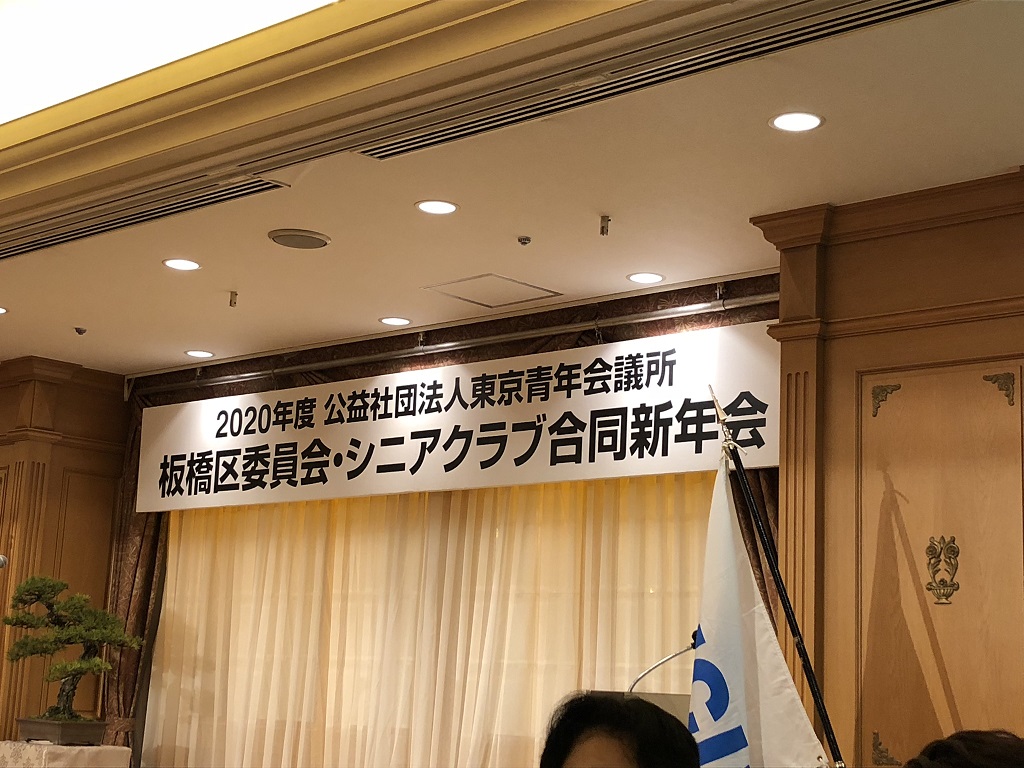 2020年度 公益社団法人東京青年会議所
板橋区委員会・シニアクラブ合同新年会